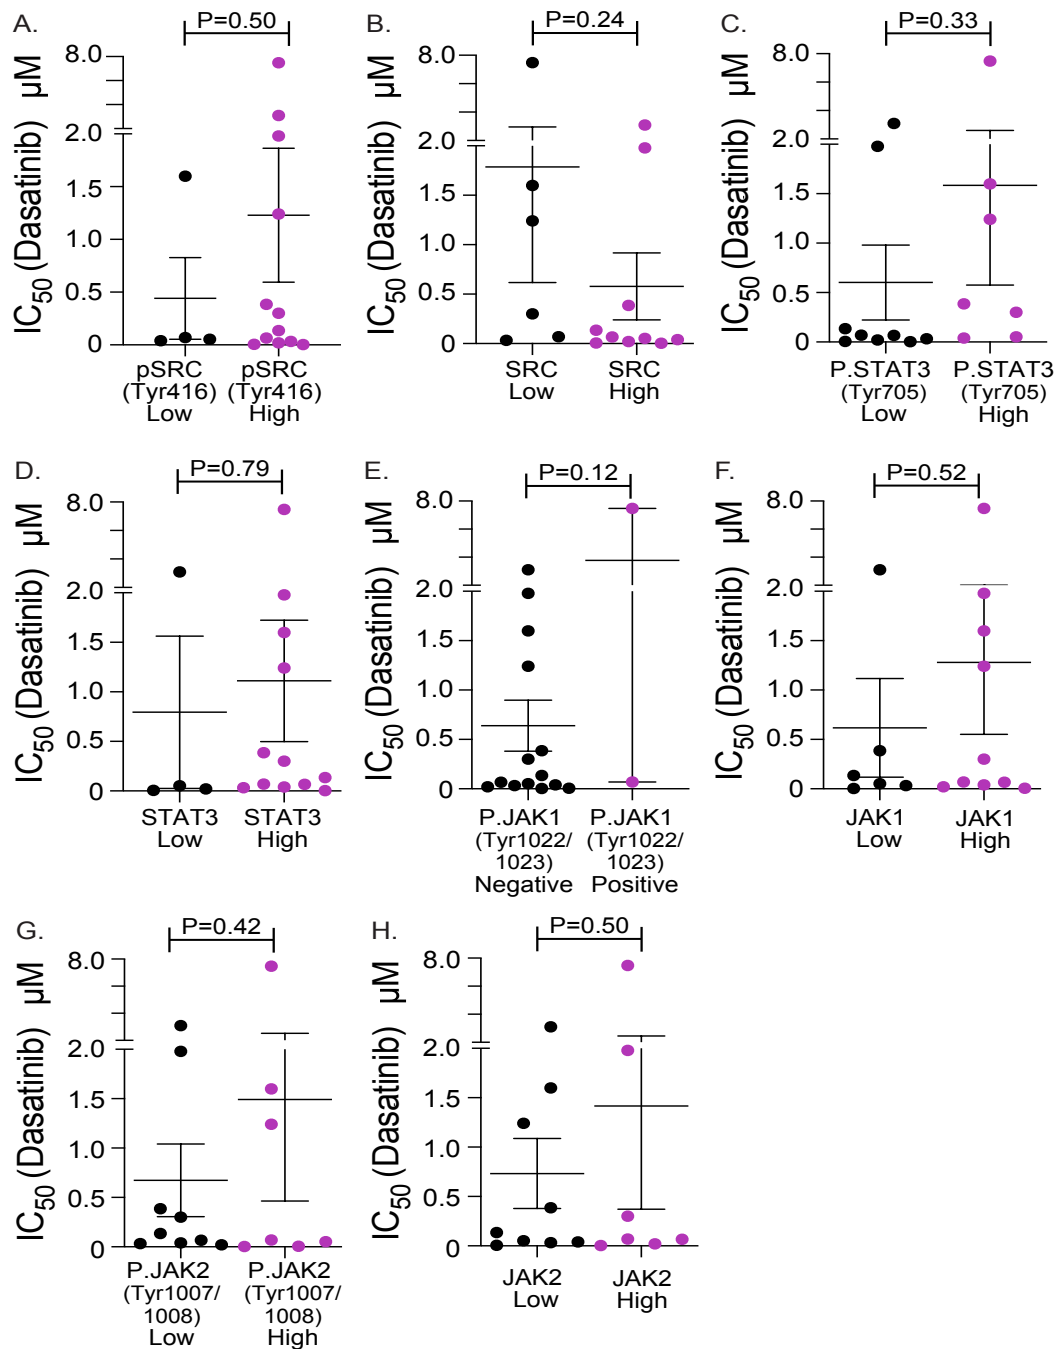 A.
P=0.50
B.
P=0.24
C.
P=0.33
IC50 (Dasatinib) µM
8.0
2.0
1.5
1.0
0.5
0
pSRC
(Tyr416)
Low
pSRC
(Tyr416)
High
IC50 (Dasatinib) µM
8.0
2.0
1.5
1.0
0.5
0
SRC
Low
SRC
High
IC50 (Dasatinib) µM
8.0
2.0
1.5
1.0
0.5
0
P.STAT3
(Tyr705)
Low
P.STAT3
(Tyr705)
High
D.
P=0.79
E.
P=0.12
F.
P=0.52
IC50 (Dasatinib) µM
8.0
2.0
1.5
1.0
0.5
0
STAT3
Low
STAT3
High
IC50 (Dasatinib) µM
8.0
2.0
1.5
1.0
0.5
0
P.JAK1
(Tyr1022/
1023)
Negative
P.JAK1
(Tyr1022/
1023)
Positive
IC50 (Dasatinib) µM
8.0
2.0
1.5
1.0
0.5
0
JAK1
Low
JAK1
High
G.
P=0.42
H.
P=0.50
IC50 (Dasatinib) µM
8.0
2.0
1.5
1.0
0.5
0
P.JAK2
(Tyr1007/
1008)
Low
P.JAK2
(Tyr1007/
1008)
High
IC50 (Dasatinib) µM
8.0
2.0
1.5
1.0
0.5
0
JAK2
Low
JAK2
High